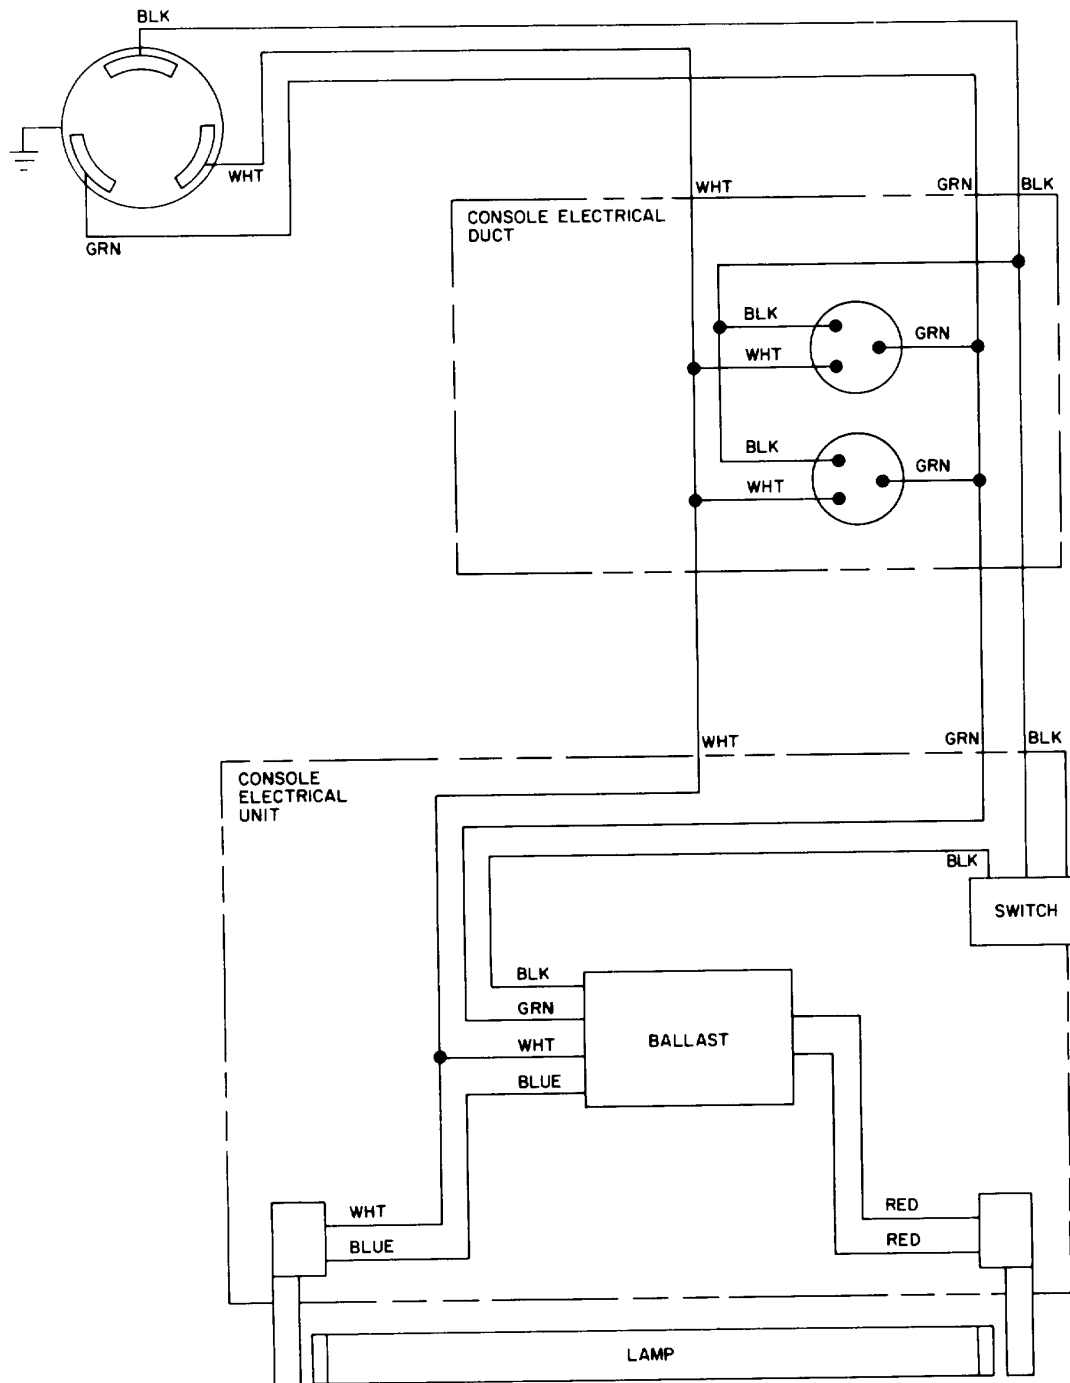 BLK
WHT
GRN
WHT
GRN
BLK
CONSOLE ELECTRICAL
DUCT
BLK
GRN
WHT
BLK
GRN
WHT
WHT
GRN
BLK
CONSOLE
ELECTRICAL
UNIT
BLK
SWITCH
BLK
GRN
WHT
BLUE
BALLAST
WHT
BLUE
RED
RED
LAMP